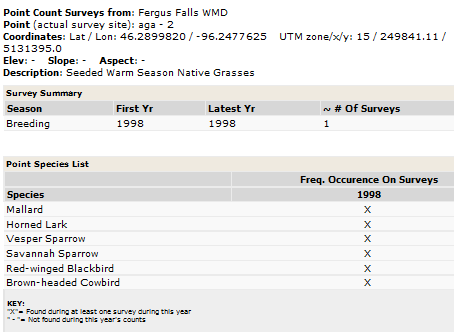 Point Count Surveys from: Fergus Falls WMD
Point (actual survey site): aga - 2
Coordinates: Lat / Lon: 46.2899820 / -96.2477625 UTM zone/x/y: 15 / 249841.11 /
5131395.0
Elev: - Slope: - Aspect: -
Description: Seeded Warm Season Native Grasses
Survey Summary
Season First Yr Latest Yr ~ # Of Surveys
Breeding 1998 1998 1
Point Species List
Freq. Occurence On Surveys
Species 1998
Mallard X
Horned Lark X
Vesper Sparrow X
Savannah Sparrow X
Red-winged Blackbird X
Brown-headed Cowbird X
KEY:
"X"= Found during at least one survey during this year
" - "= Not found during this year's counts